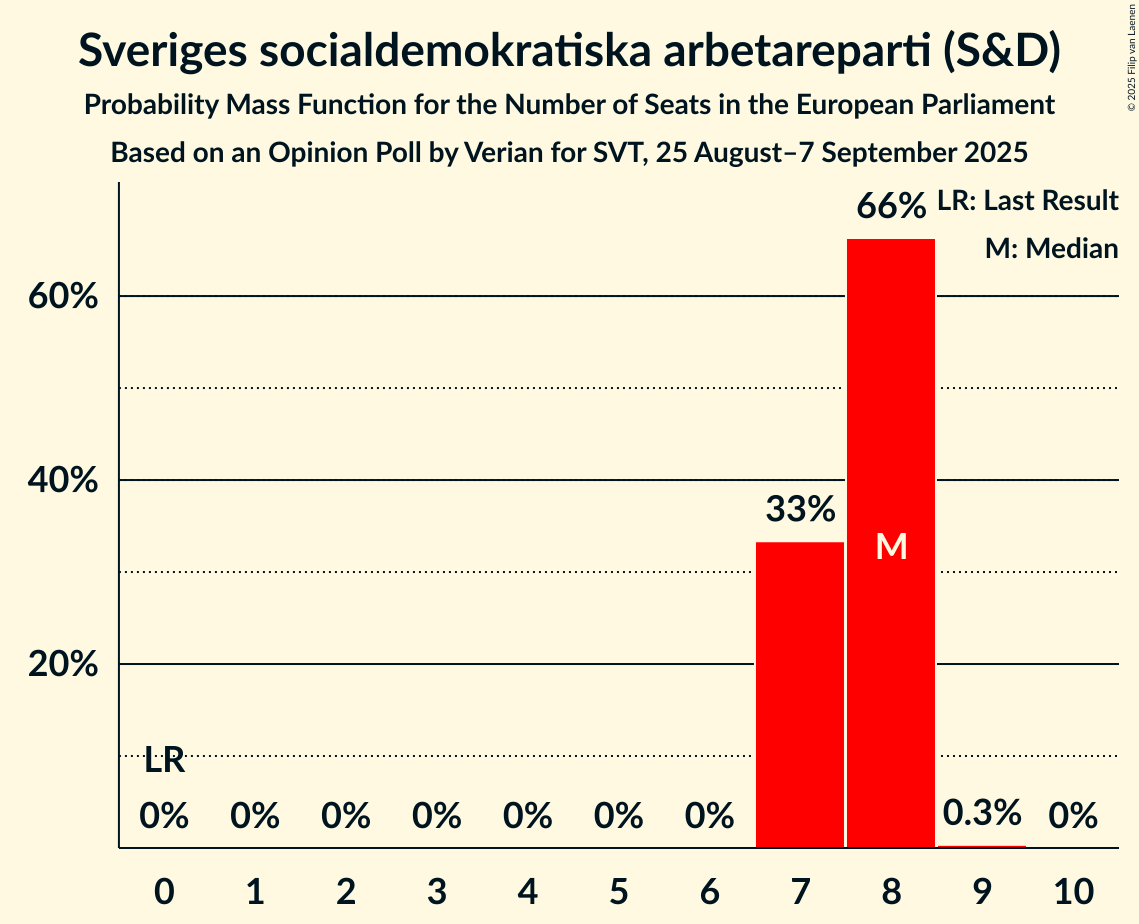 Sveriges socialdemokratiska arbetareparti (S&D)
Probability Mass Function for the Number of Seats in the European Parliament
Based on an Opinion Poll by Verian for SVT, 25 August–7 September 2025
© 2025 Filip van Laenen
LR: Last Result
M: Median
66%
60%
40%
33%
M
20%
LR
0% 0% 0% 0% 0% 0% 0% 0.3% 0%
0 1 2 3 4 5 6 7 8 9 10